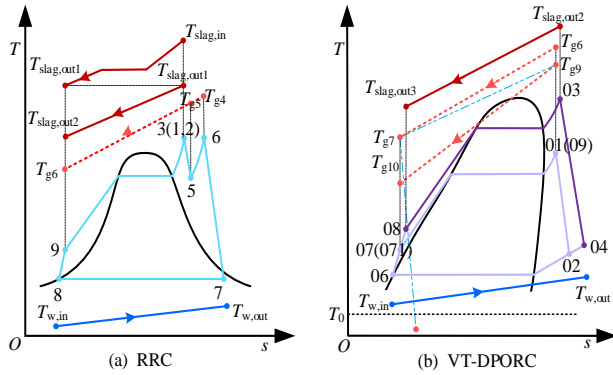 T
T_slag,in
T_slag,out1
T_slag,out1
T_g5
T_g4
T_slag,out2
3(1,2)
6
T_g6
5
9
8
7
T_w,in
T_w,out
O
s
(a) RRC
T
T_slag,out2
T_g6
T_g9
T_slag,out3
03
T_g7
01(09)
T_g10
08
07(071)
04
06
02
T_w,in
T_w,out
T_0
O
s
(b) VT-DPORC